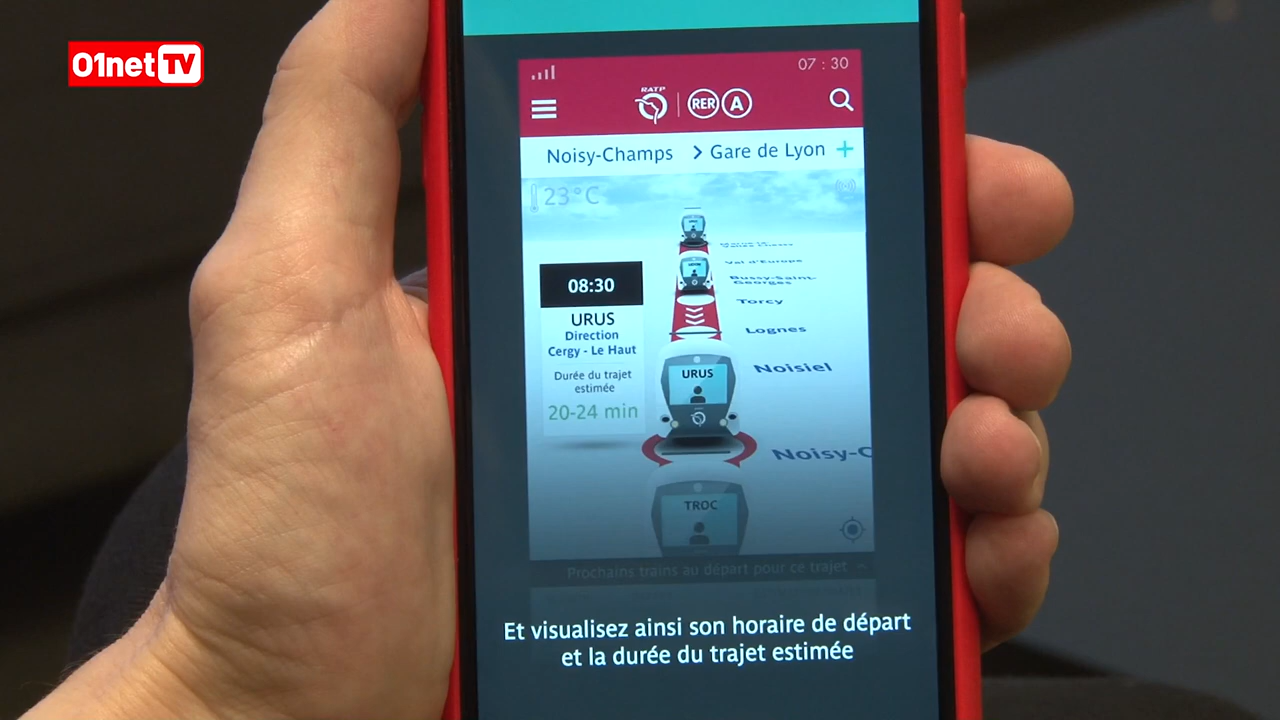 01net TV
07 : 30
RATP RER A
Noisy-Champs > Gare de Lyon +
23°C
Val d'Europe
Bussy-Saint-
Georges
Torcy
08:30
Lognes
URUS
Direction
Cergy - Le Haut
Noisiel
URUS
Durée du trajet
estimée
20-24 min
Noisy-C
TROC
Prochains trains au départ pour ce trajet
Et visualisez ainsi son horaire de départ
et la durée du trajet estimée